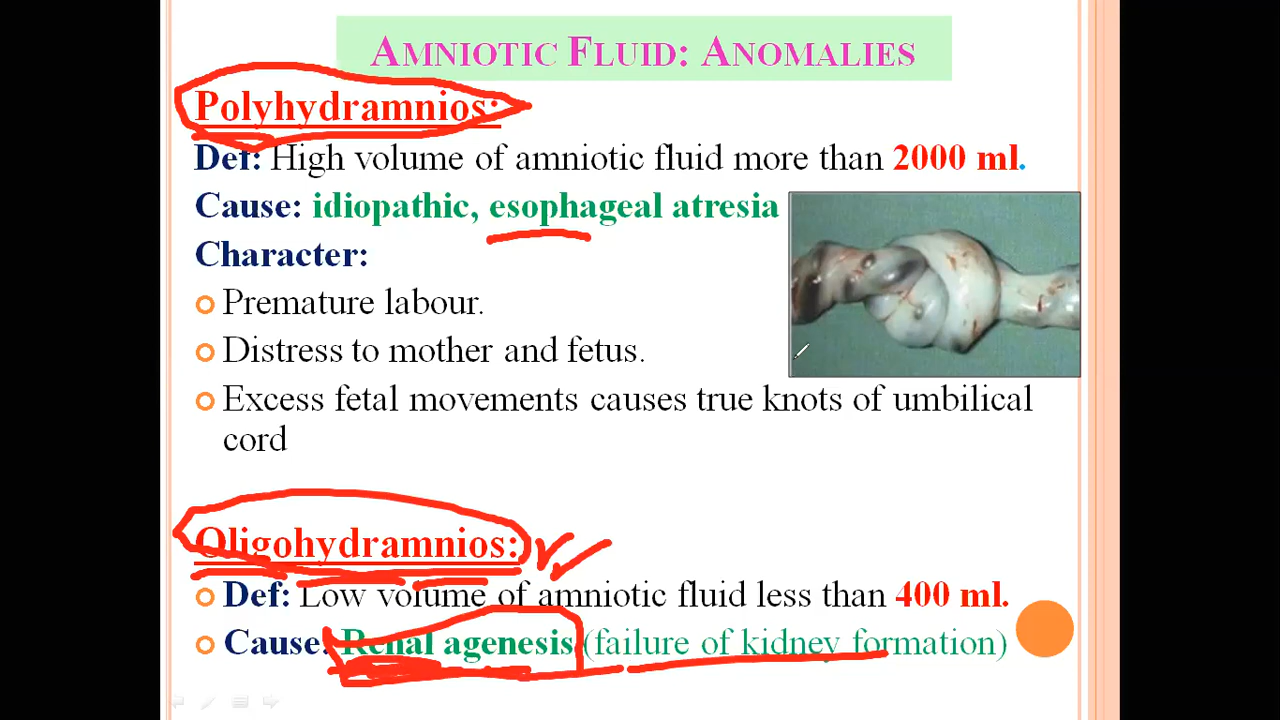 AMNIOTIC FLUID: ANOMALIES
Polyhydramnios:
Def: High volume of amniotic fluid more than 2000 ml.
Cause: idiopathic, esophageal atresia
Character:
Premature labour.
Distress to mother and fetus.
Excess fetal movements causes true knots of umbilical
cord
Oligohydramnios:
Def: Low volume of amniotic fluid less than 400 ml.
Cause: Renal agenesis (failure of kidney formation)